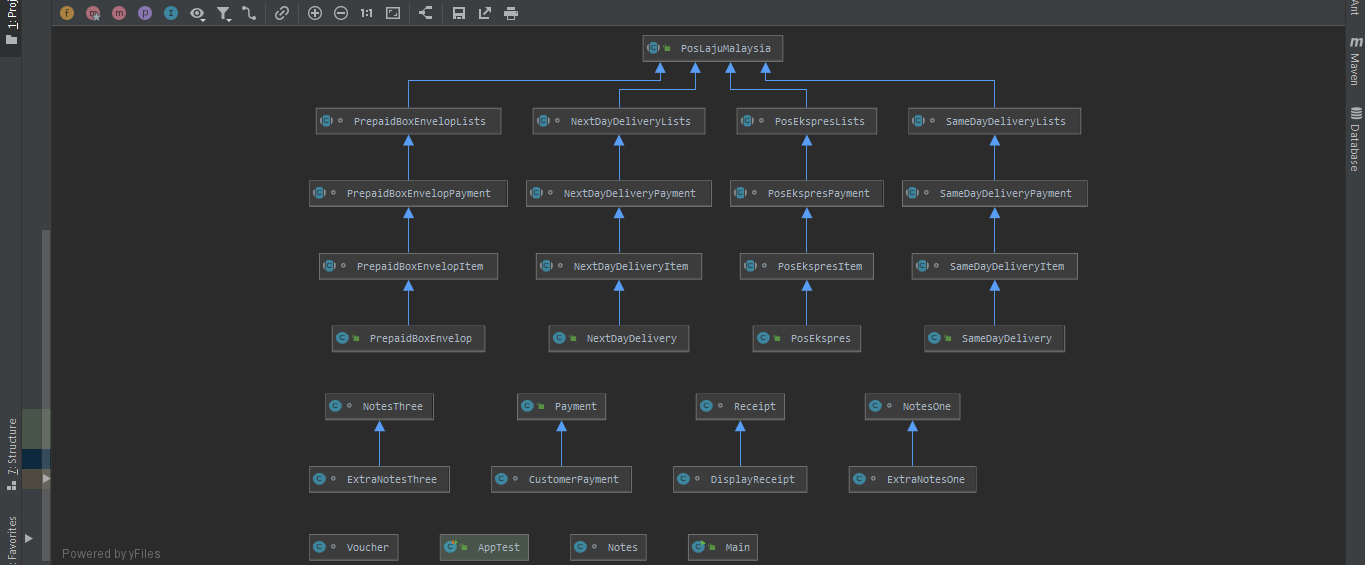 1: Proj
f m m p I 1:1
Ant
PosLajuMalaysia
Maven
PrepaidBoxEnvelopLists NextDayDeliveryLists PosEkspresLists SameDayDeliveryLists
Database
PrepaidBoxEnvelopPayment NextDayDeliveryPayment PosEkspresPayment SameDayDeliveryPayment
PrepaidBoxEnvelopItem NextDayDeliveryItem PosEkspresItem SameDayDeliveryItem
PrepaidBoxEnvelop NextDayDelivery PosEkspres SameDayDelivery
NotesThree Payment Receipt NotesOne
7: Structure
ExtraNotesThree CustomerPayment DisplayReceipt ExtraNotesOne
: Favorites
Voucher AppTest Notes Main
Powered by yFiles